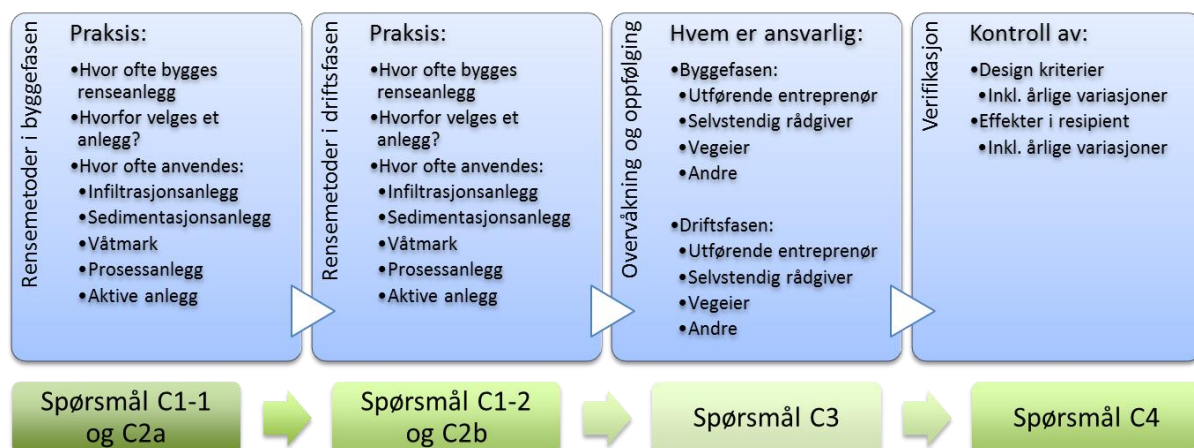 Rensemetoder i byggefasen
Praksis:
•Hvor ofte bygges
renseanlegg
•Hvorfor velges et
anlegg?
•Hvor ofte anvendes:
•Infiltrasjonsanlegg
•Sedimentasjonsanlegg
•Våtmark
•Prosessanlegg
•Aktive anlegg
Rensemetoder i driftsfasen
Praksis:
•Hvor ofte bygges
renseanlegg
•Hvorfor velges et
anlegg?
•Hvor ofte anvendes:
•Infiltrasjonsanlegg
•Sedimentasjonsanlegg
•Våtmark
•Prosessanlegg
•Aktive anlegg
Overvåkning og oppfølging
Hvem er ansvarlig:
•Byggefasen:
•Utførende entreprenør
•Selvstendig rådgiver
•Vegeier
•Andre
•Driftsfasen:
•Utførende entreprenør
•Selvstendig rådgiver
•Vegeier
•Andre
Verifikasjon
Kontroll av:
•Design kriterier
•Inkl. årlige variasjoner
•Effekter i resipient
•Inkl. årlige variasjoner
Spørsmål C1-1
og C2a
Spørsmål C1-2
og C2b
Spørsmål C3
Spørsmål C4